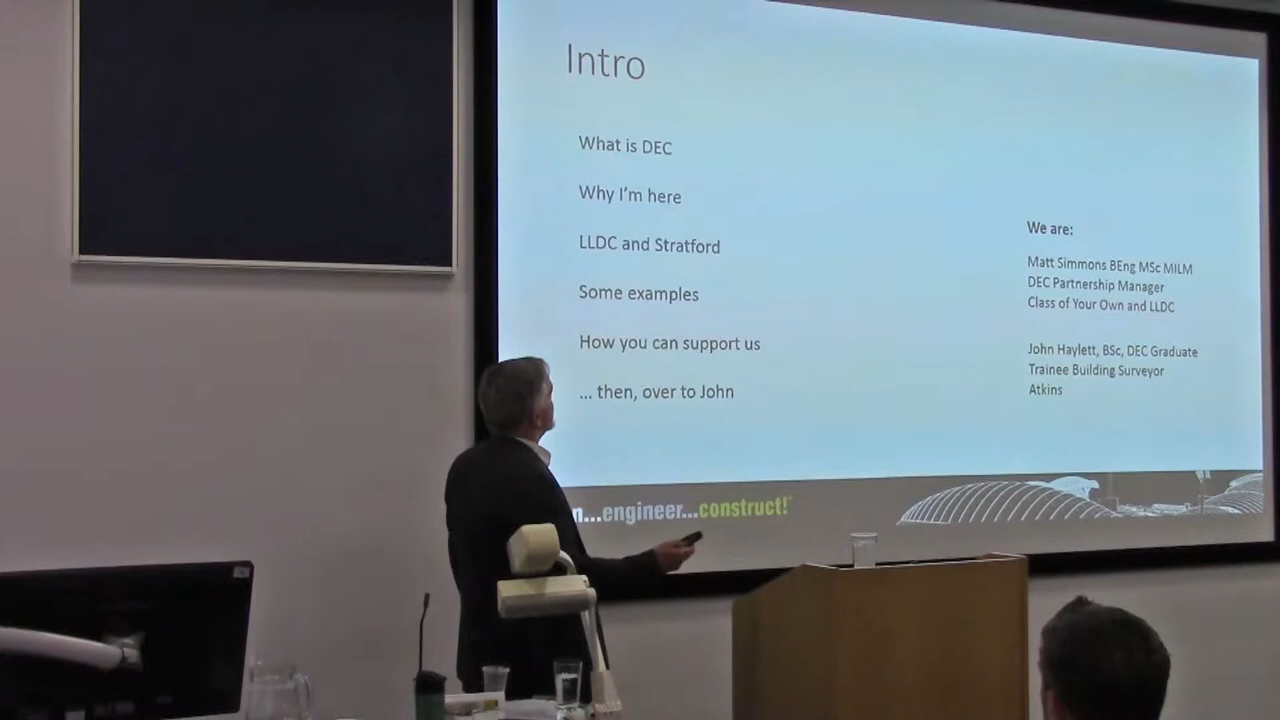 Intro
What is DEC
Why I'm here
LLDC and Stratford
Some examples
How you can support us
... then, over to John
We are:
Matt Simmons BEng MSc MILM
DEC Partnership Manager
Class of Your Own and LLDC
John Haylett, BSc, DEC Graduate
Trainee Building Surveyor
Atkins
n...engineer...construct!